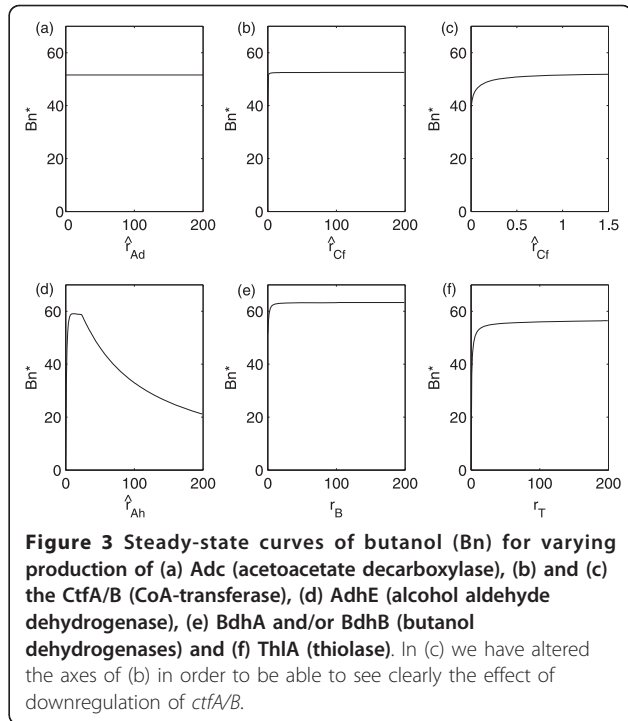 (a)
60
40
20
0
Bn*
0 100 200
r̂Ad
(b)
60
40
20
0
Bn*
0 100 200
r̂Cf
(c)
60
40
20
0
Bn*
0 0.5 1 1.5
r̂Cf
(d)
60
40
20
0
Bn*
0 100 200
r̂Ah
(e)
60
40
20
0
Bn*
0 100 200
rB
(f)
60
40
20
0
Bn*
0 100 200
rT
Figure 3 Steady-state curves of butanol (Bn) for varying
production of (a) Adc (acetoacetate decarboxylase), (b) and (c)
the CtfA/B (CoA-transferase), (d) AdhE (alcohol aldehyde
dehydrogenase), (e) BdhA and/or BdhB (butanol
dehydrogenases) and (f) ThlA (thiolase). In (c) we have altered
the axes of (b) in order to be able to see clearly the effect of
downregulation of ctfA/B.